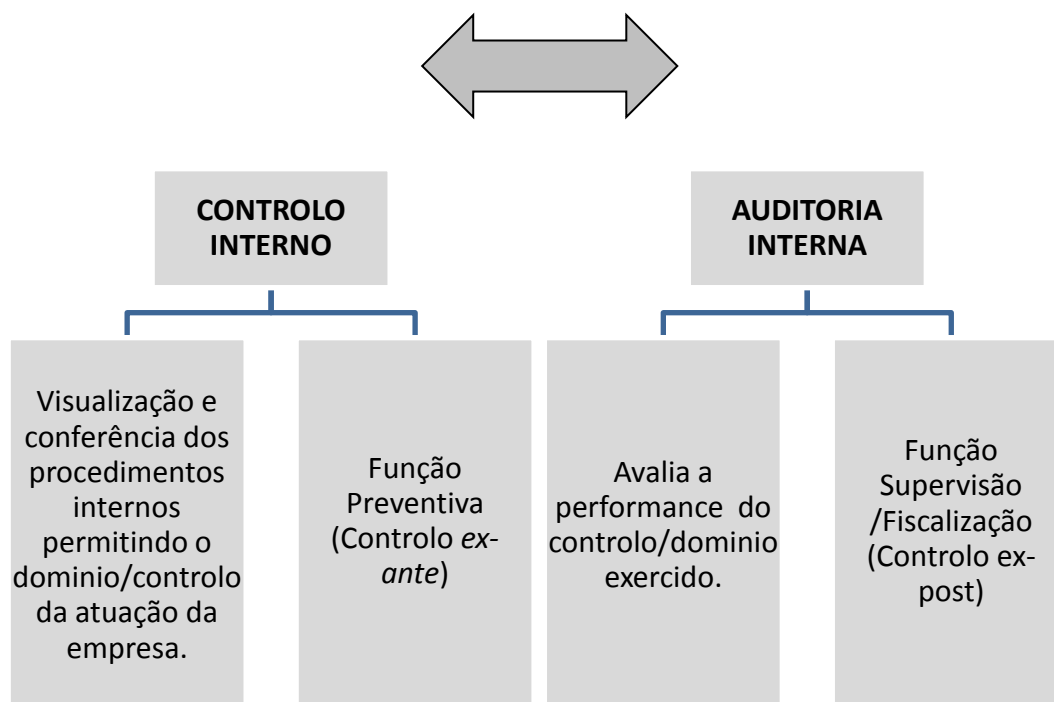 CONTROLO
INTERNO
AUDITORIA
INTERNA
Visualização e
conferência dos
procedimentos
internos
permitindo o
dominio/controlo
da atuação da
empresa.
Função
Preventiva
(Controlo ex-
ante)
Avalia a
performance do
controlo/dominio
exercido.
Função
Supervisão
/Fiscalização
(Controlo ex-
post)